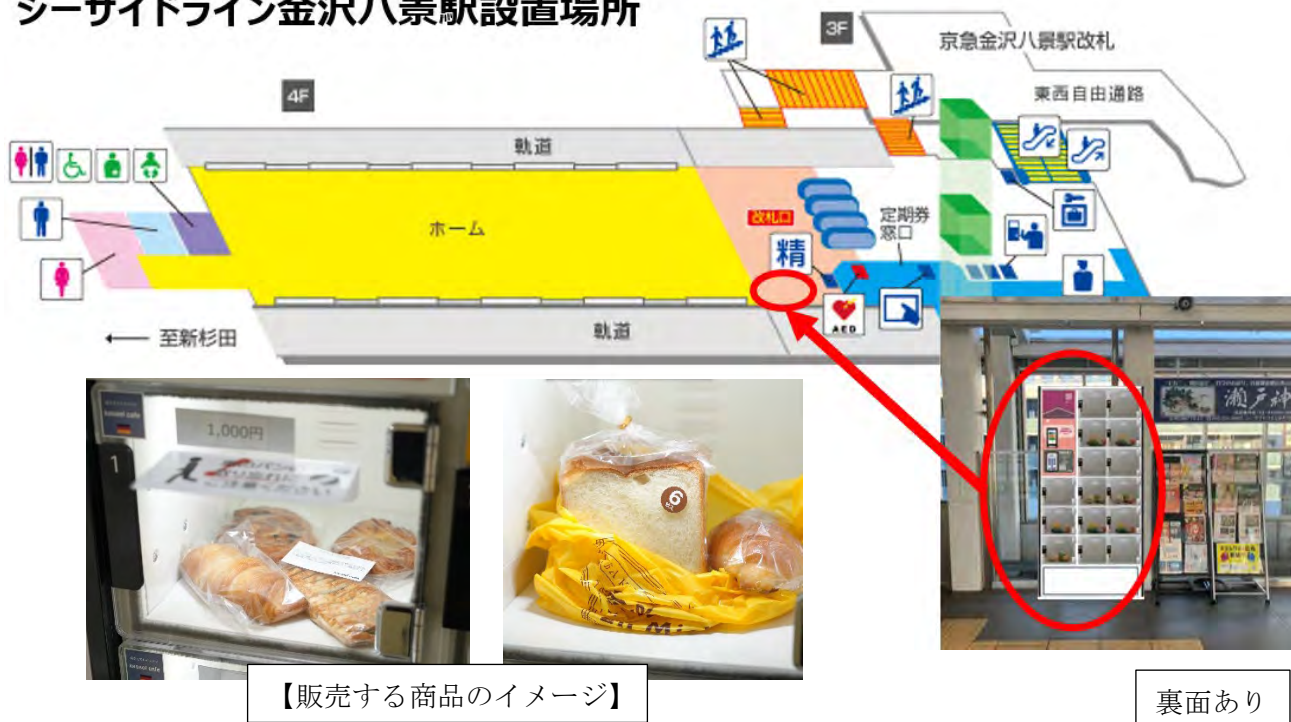 シーサイドライン金沢八景駅設置場所
3F
京急金沢八景駅改札
東西自由通路
4F
軌道
ホーム
改札口
精
定期券
窓口
AED
軌道
← 至新杉田
瀬戸神
1,000円
1
kasaol cafe
6
【販売する商品のイメージ】
裏面あり